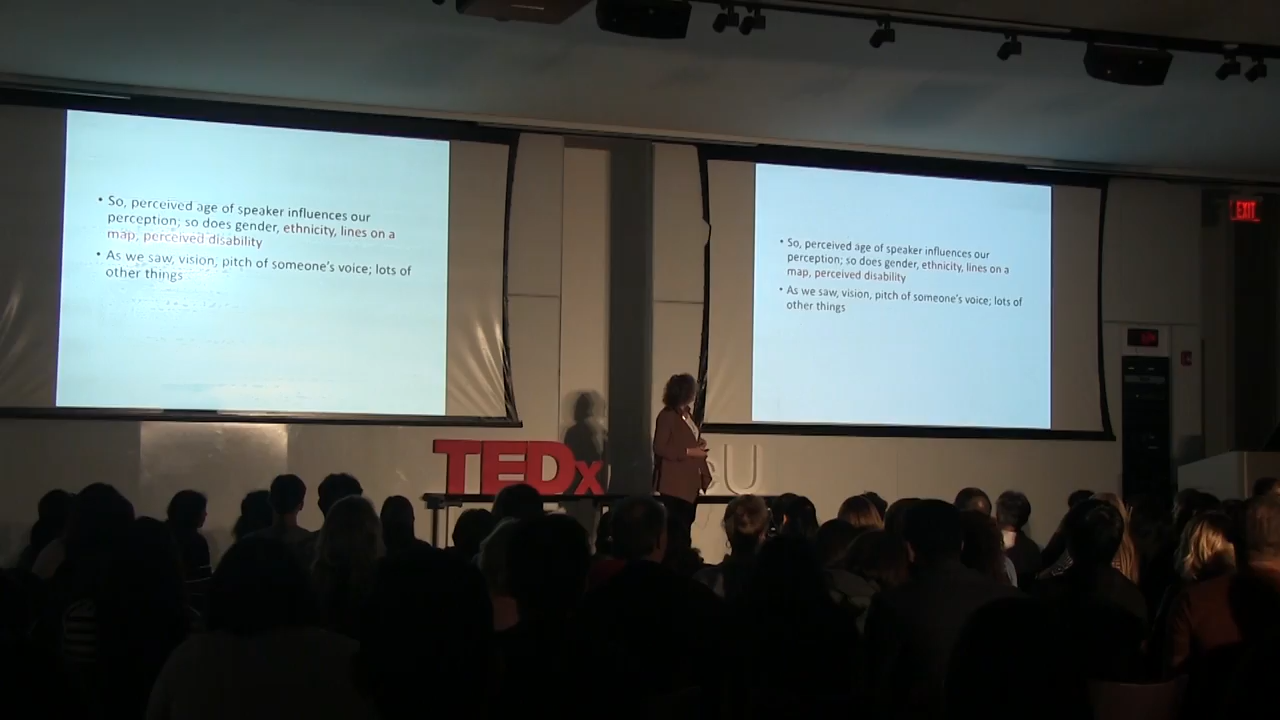 • So, perceived age of speaker influences our
perception; so does gender, ethnicity, lines on a
map, perceived disability
• As we saw, vision, pitch of someone's voice; lots of
other things
• So, perceived age of speaker influences our
perception; so does gender, ethnicity, lines on a
map, perceived disability
• As we saw, vision, pitch of someone's voice; lots of
other things
EXIT
TEDx U